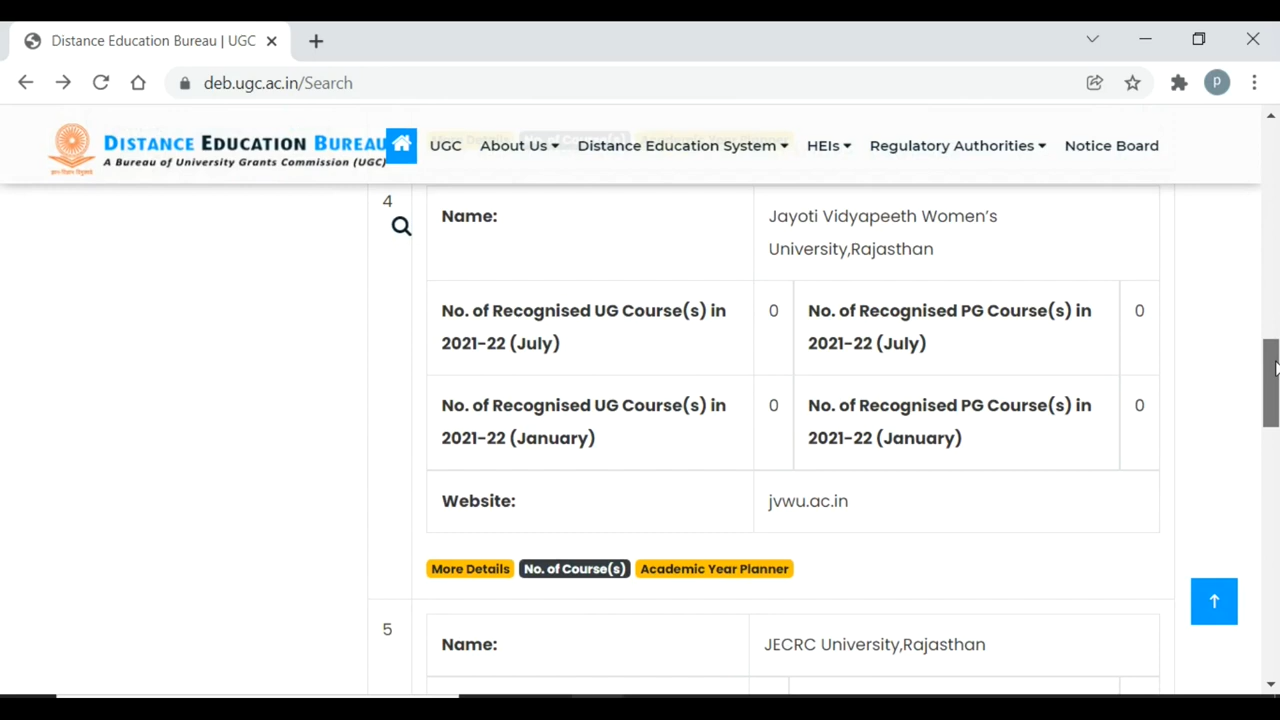 Distance Education Bureau | UGC
deb.ugc.ac.in/Search
P
DISTANCE EDUCATION BUREAU
A Bureau of University Grants Commission (UGC)
UGC About Us Distance Education System HEIs Regulatory Authorities Notice Board
4
Name: Jayoti Vidyapeeth Women’s
University,Rajasthan
No. of Recognised UG Course(s) in 0 No. of Recognised PG Course(s) in 0
2021-22 (July) 2021-22 (July)
No. of Recognised UG Course(s) in 0 No. of Recognised PG Course(s) in 0
2021-22 (January) 2021-22 (January)
Website: jvwu.ac.in
More Details No. of Course(s) Academic Year Planner
5
Name: JECRC University,Rajasthan